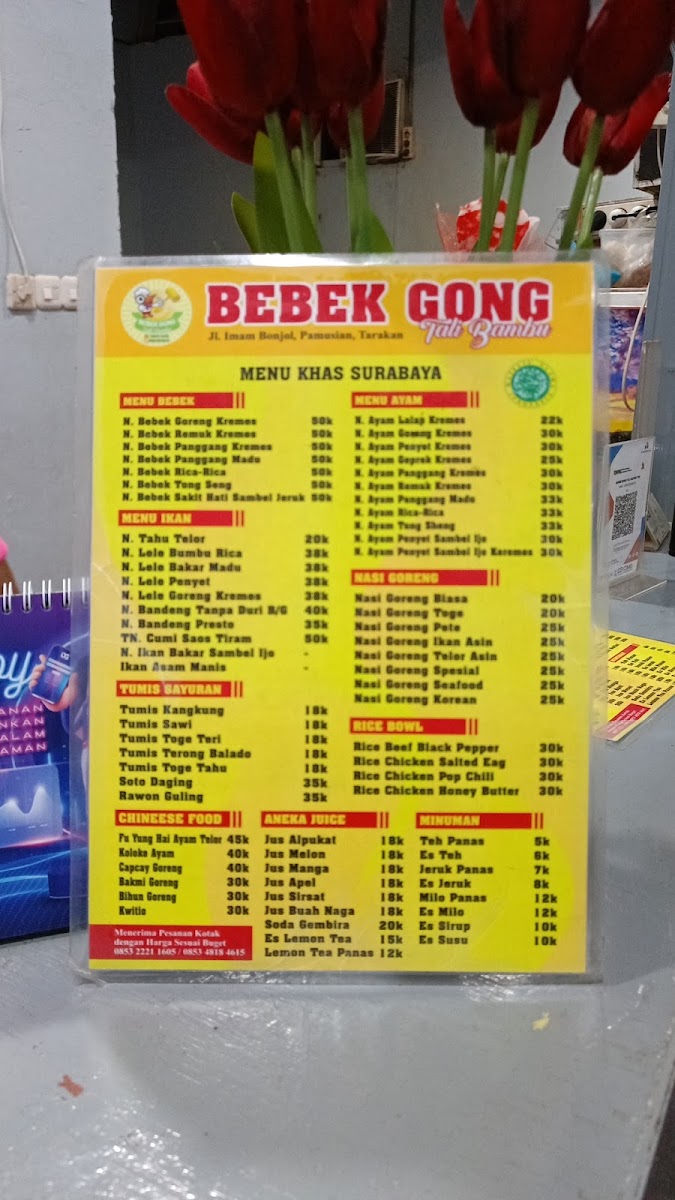 BEBEK GONG
Tali Bambu
Jl. Imam Bonjol, Pamusian, Tarakan
MENU KHAS SURABAYA
MENU BEBEK
N. Bebek Goreng Kremes 50k
N. Bebek Remuk Kremes 50k
N. Bebek Panggang Kremes 50k
N. Bebek Panggang Madu 50k
N. Bebek Rica-Rica 50k
N. Bebek Tong Seng 50k
N. Bebek Sakit Hati Sambel Jeruk 50k
MENU IKAN
N. Tahu Telor 20k
N. Lele Bumbu Rica 38k
N. Lele Bakar Madu 38k
N. Lele Penyet 38k
N. Lele Goreng Kremes 38k
N. Bandeng Tanpa Duri B/G 40k
N. Bandeng Presto 35k
TN. Cumi Saos Tiram 50k
N. Ikan Bakar Sambel Ijo -
Ikan Asam Manis -
TUMIS SAYURAN
Tumis Kangkung 18k
Tumis Sawi 18k
Tumis Toge Teri 18k
Tumis Terong Balado 18k
Tumis Toge Tahu 18k
Soto Daging 35k
Rawon Guling 35k
MENU AYAM
N. Ayam Lalap Kremes 22k
N. Ayam Goreng Kremes 30k
N. Ayam Penyet Kremes 30k
N. Ayam Geprek Kremes 25k
N. Ayam Panggang Kremes 30k
N. Ayam Remak Kremes 30k
N. Ayam Panggang Madu 33k
N. Ayam Rica-Rica 33k
N. Ayam Tung Sheng 33k
N. Ayam Penyet Sambel Ijo 30k
N. Ayam Penyet Sambel Ijo Keremes 30k
NASI GORENG
Nasi Goreng Biasa 20k
Nasi Goreng Toge 20k
Nasi Goreng Pete 25k
Nasi Goreng Ikan Asin 25k
Nasi Goreng Telor Asin 25k
Nasi Goreng Spesial 25k
Nasi Goreng Seafood 25k
Nasi Goreng Korean 25k
RICE BOWL
Rice Beef Black Pepper 30k
Rice Chicken Salted Eag 30k
Rice Chicken Pop Chili 30k
Rice Chicken Honey Butter 30k
CHINEESE FOOD
Fu Yung Hai Ayam Telor 45k
Koloke Ayam 40k
Capcay Goreng 40k
Bakmi Goreng 30k
Bihun Goreng 30k
Kwitio 30k
Menerima Pesanan Kotak
dengan Harga Sesuai Buget
0853 2221 1605 / 0853 4818 4615
ANEKA JUICE
Jus Alpukat 18k
Jus Melon 18k
Jus Manga 18k
Jus Apel 18k
Jus Sirsat 18k
Jus Buah Naga 18k
Soda Gembira 20k
Es Lemon Tea 15k
Lemon Tea Panas 12k
MINUMAN
Teh Panas 5k
Es Teh 6k
Jeruk Panas 7k
Es Jeruk 8k
Milo Panas 12k
Es Milo 12k
Es Sirup 10k
Es Susu 10k